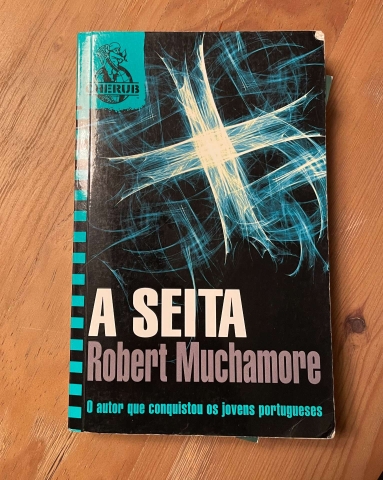 CHERUB
A SEITA
Robert Muchamore
O autor que conquistou os jovens portugueses